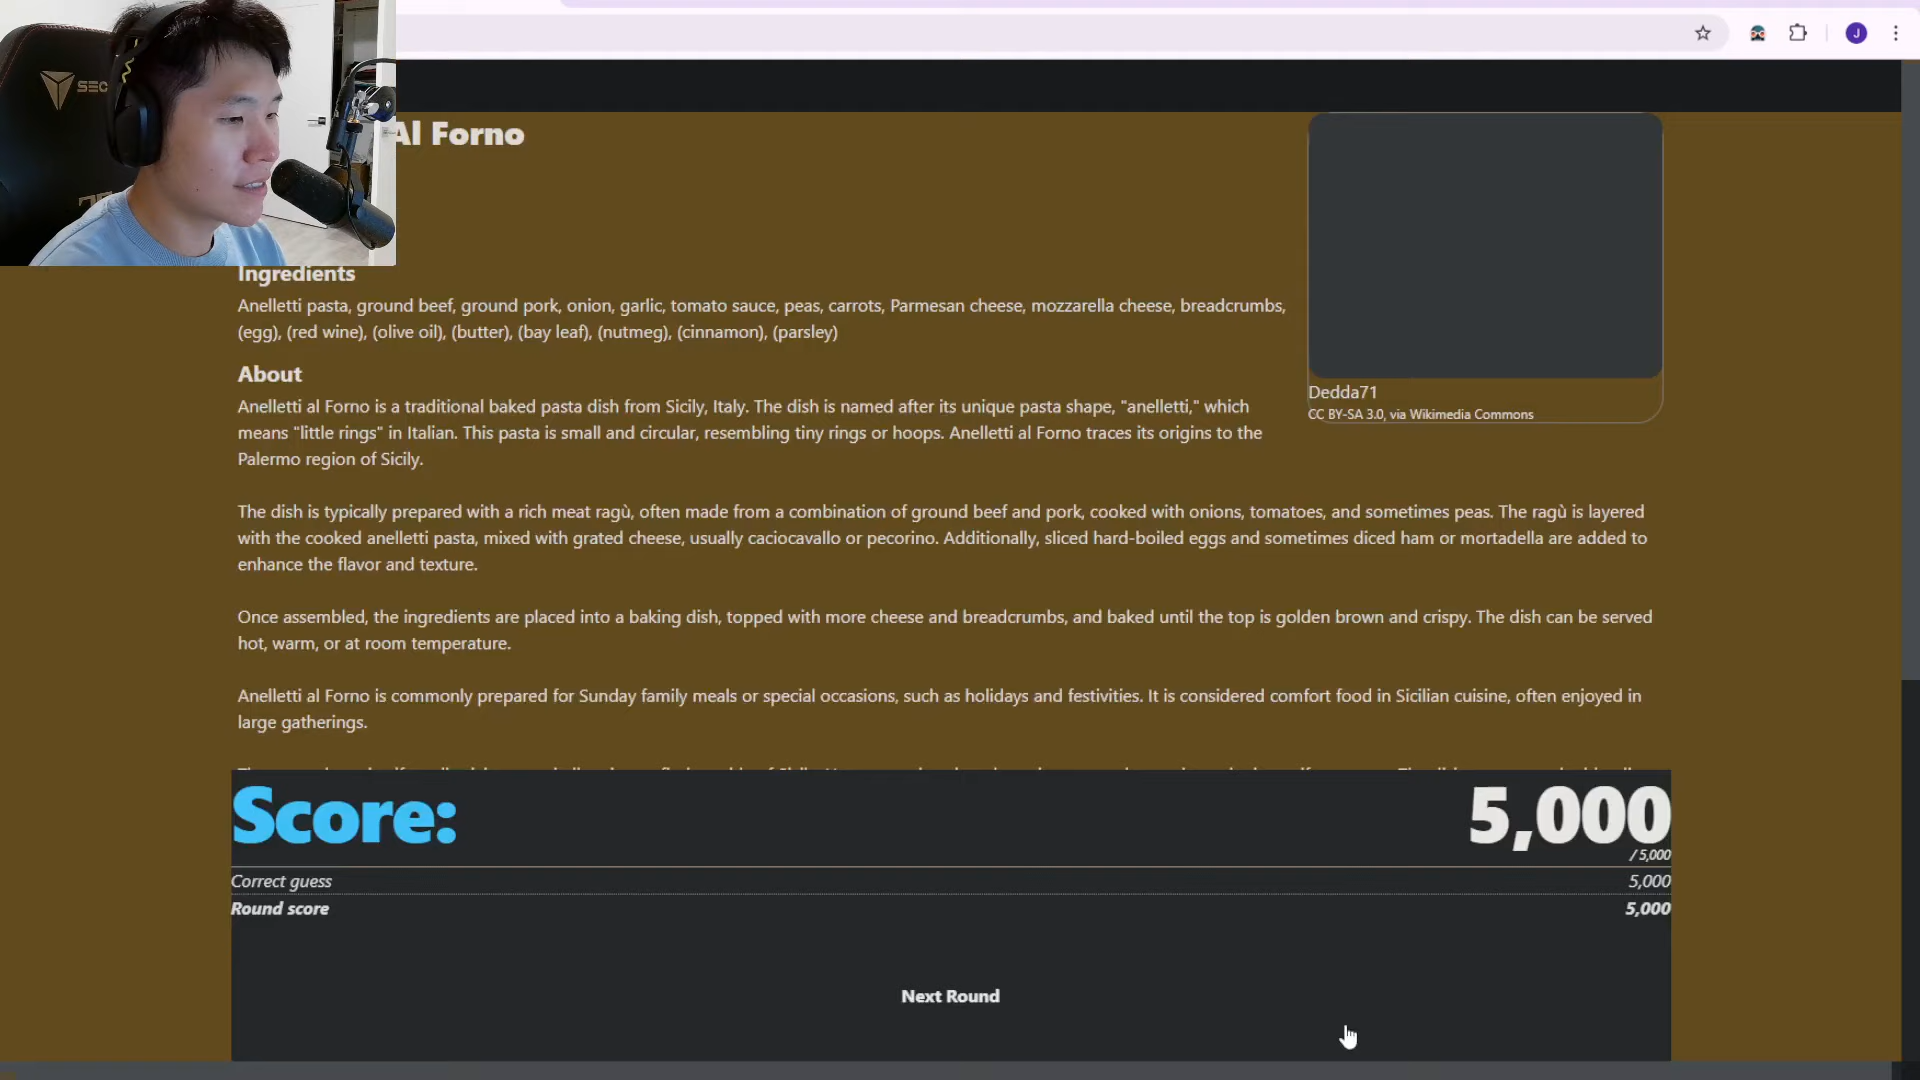 SEC
J
Al Forno
Ingredients
Anelletti pasta, ground beef, ground pork, onion, garlic, tomato sauce, peas, carrots, Parmesan cheese, mozzarella cheese, breadcrumbs,
(egg), (red wine), (olive oil), (butter), (bay leaf), (nutmeg), (cinnamon), (parsley)
Dedda71
CC BY-SA 3.0, via Wikimedia Commons
About
Anelletti al Forno is a traditional baked pasta dish from Sicily, Italy. The dish is named after its unique pasta shape, "anelletti," which
means "little rings" in Italian. This pasta is small and circular, resembling tiny rings or hoops. Anelletti al Forno traces its origins to the
Palermo region of Sicily.
The dish is typically prepared with a rich meat ragù, often made from a combination of ground beef and pork, cooked with onions, tomatoes, and sometimes peas. The ragù is layered
with the cooked anelletti pasta, mixed with grated cheese, usually caciocavallo or pecorino. Additionally, sliced hard-boiled eggs and sometimes diced ham or mortadella are added to
enhance the flavor and texture.
Once assembled, the ingredients are placed into a baking dish, topped with more cheese and breadcrumbs, and baked until the top is golden brown and crispy. The dish can be served
hot, warm, or at room temperature.
Anelletti al Forno is commonly prepared for Sunday family meals or special occasions, such as holidays and festivities. It is considered comfort food in Sicilian cuisine, often enjoyed in
large gatherings.
Score: 5,000
/ 5,000
Correct guess 5,000
Round score 5,000
Next Round